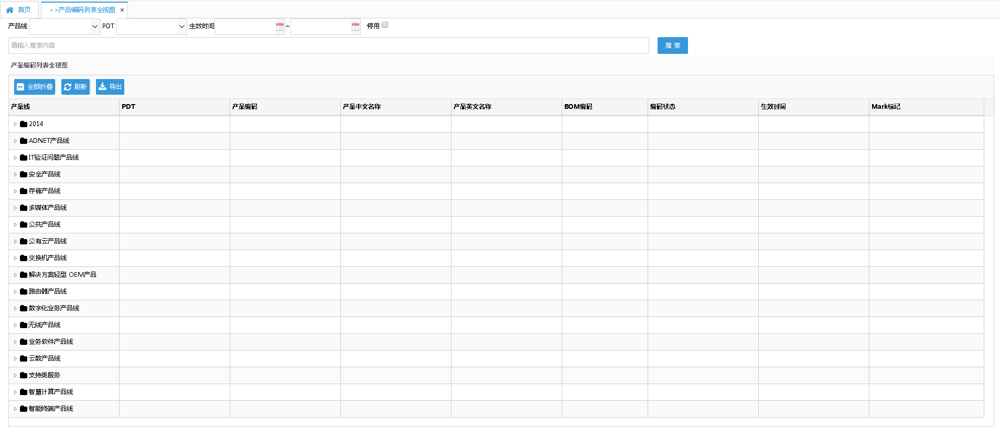 首页 >>产品编码列表全视图 ×
产品线 PDT 生效时间 ~ 停用
请输入搜索内容 搜 索
产品编码列表全视图
全部折叠 刷新 导出
产品线 PDT 产品编码 产品中文名称 产品英文名称 BOM编码 编码状态 生效时间 Mark标记
2014
ADNET产品线
IT验证问题产品线
安全产品线
存储产品线
多媒体产品线
公共产品线
公有云产品线
交换机产品线
解决方案轻型 OEM产品
路由器产品线
数字化业务产品线
无线产品线
业务软件产品线
云数产品线
支持类服务
智慧计算产品线
智能终端产品线